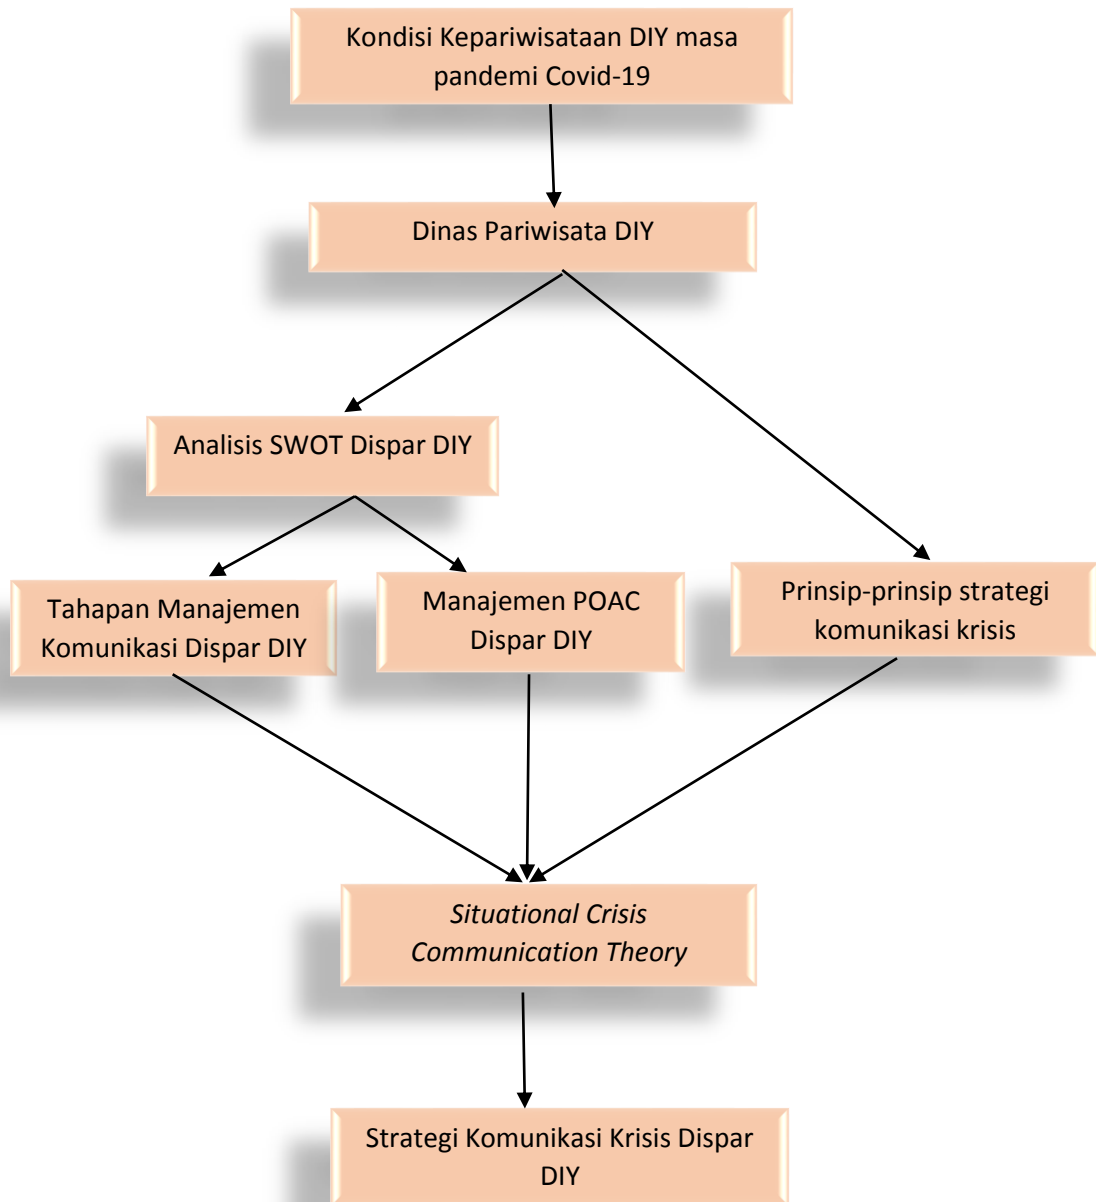 Kondisi Kepariwisataan DIY masa
pandemi Covid-19
Dinas Pariwisata DIY
Analisis SWOT Dispar DIY
Tahapan Manajemen
Komunikasi Dispar DIY
Manajemen POAC
Dispar DIY
Prinsip-prinsip strategi
komunikasi krisis
Situational Crisis
Communication Theory
Strategi Komunikasi Krisis Dispar
DIY